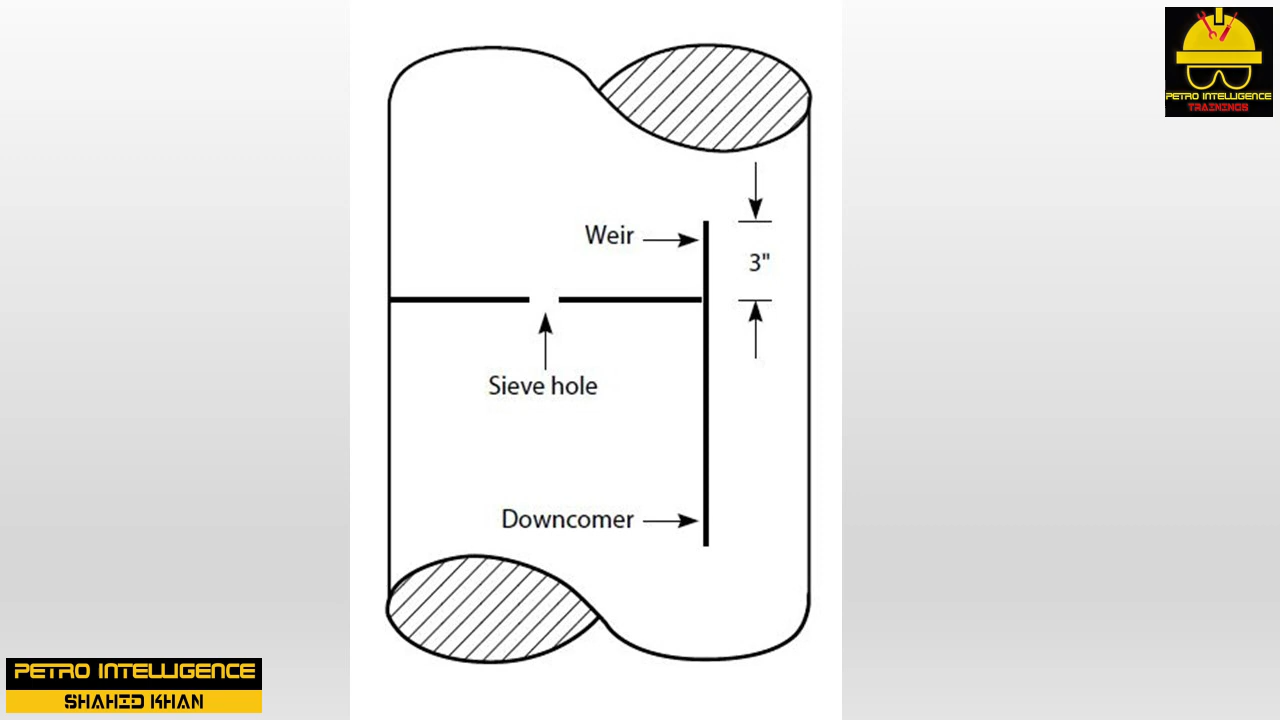 PETRO INTELLIGENCE
TRAININGS
Weir
3"
Sieve hole
Downcomer
PETRO INTELLIGENCE
SHAHID KHAN